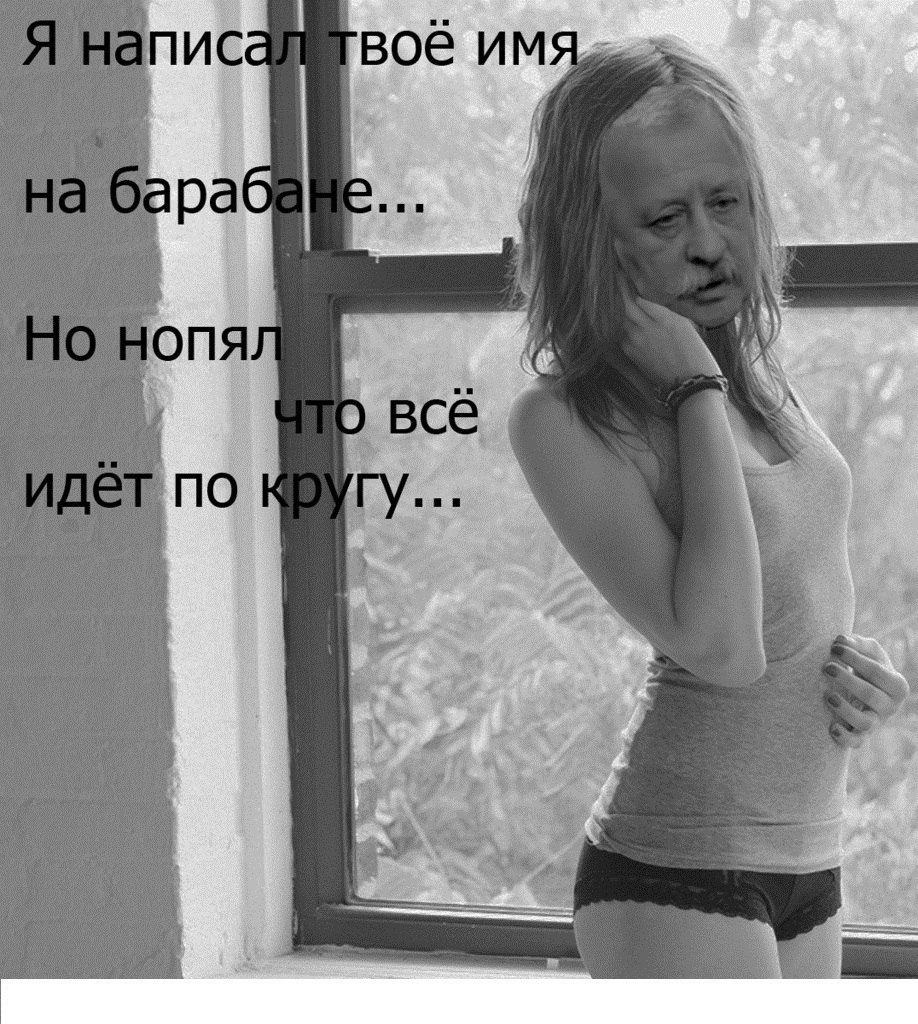 Я написал твоё имя
на барабане...
Но нопял
что всё
идёт по кругу...